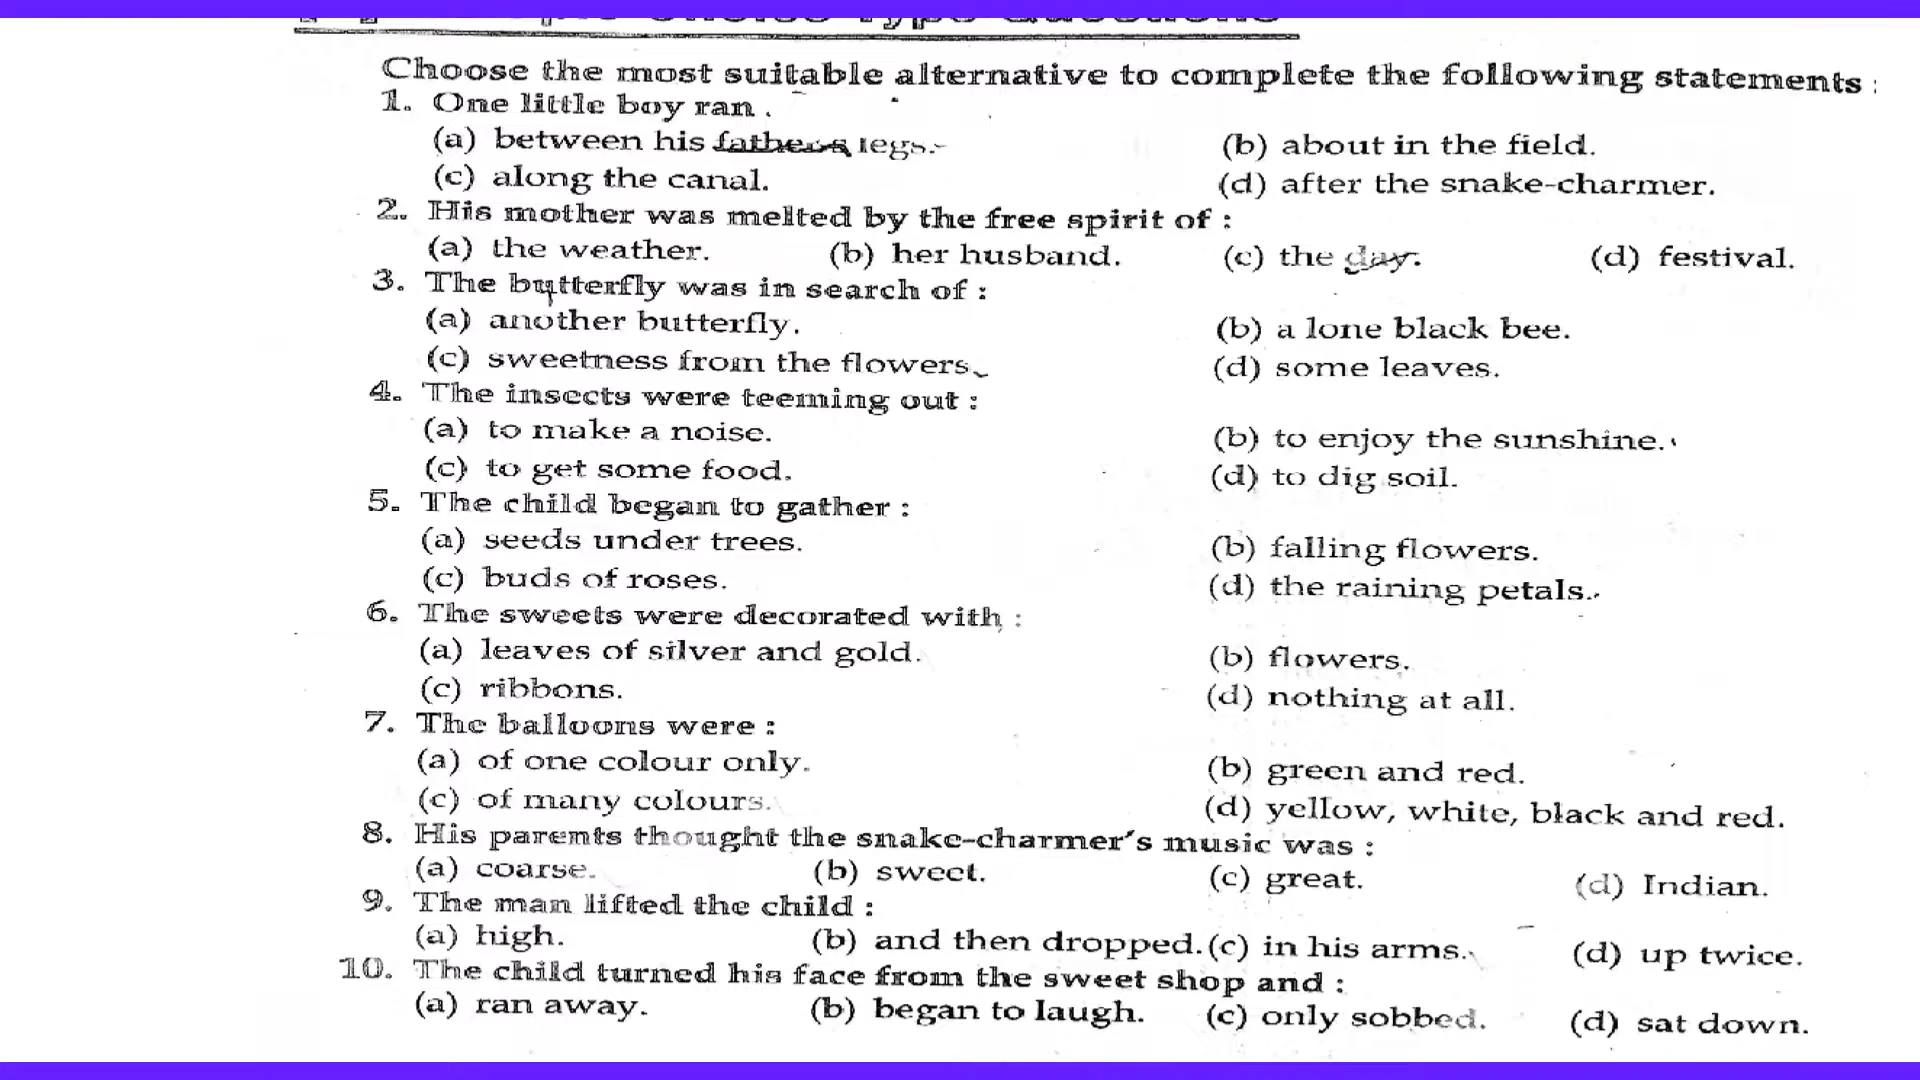 Choose the most suitable alternative to complete the following statements :
1. One little boy ran .
(a) between his fathers legs. (b) about in the field.
(c) along the canal. (d) after the snake-charmer.
2. His mother was melted by the free spirit of :
(a) the weather. (b) her husband. (c) the day. (d) festival.
3. The butterfly was in search of :
(a) another butterfly. (b) a lone black bee.
(c) sweetness from the flowers. (d) some leaves.
4. The insects were teeming out :
(a) to make a noise. (b) to enjoy the sunshine.
(c) to get some food. (d) to dig soil.
5. The child began to gather :
(a) seeds under trees. (b) falling flowers.
(c) buds of roses. (d) the raining petals.
6. The sweets were decorated with :
(a) leaves of silver and gold. (b) flowers.
(c) ribbons. (d) nothing at all.
7. The balloons were :
(a) of one colour only. (b) green and red.
(c) of many colours. (d) yellow, white, black and red.
8. His parents thought the snake-charmer's music was :
(a) coarse. (b) sweet. (c) great. (d) Indian.
9. The man lifted the child :
(a) high. (b) and then dropped. (c) in his arms. (d) up twice.
10. The child turned his face from the sweet shop and :
(a) ran away. (b) began to laugh. (c) only sobbed. (d) sat down.